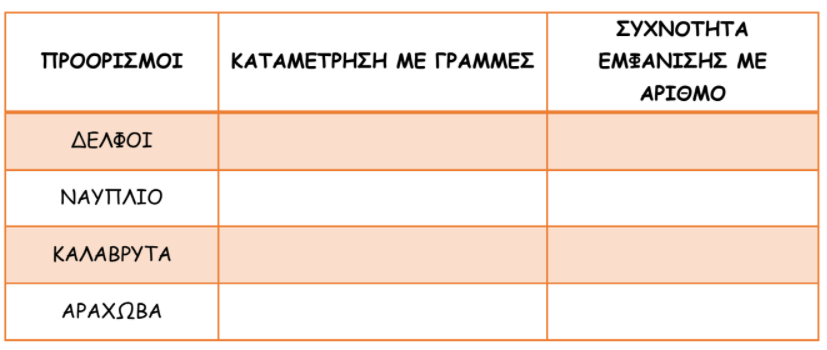 ΠΡΟΟΡΙΣΜΟΙ
ΚΑΤΑΜΕΤΡΗΣΗ ΜΕ ΓΡΑΜΜΕΣ
ΣΥΧΝΟΤΗΤΑ
ΕΜΦΑΝΙΣΗΣ ΜΕ
ΑΡΙΘΜΟ
ΔΕΛΦΟΙ
ΝΑΥΠΛΙΟ
ΚΑΛΑΒΡΥΤΑ
ΑΡΑΧΩΒΑ